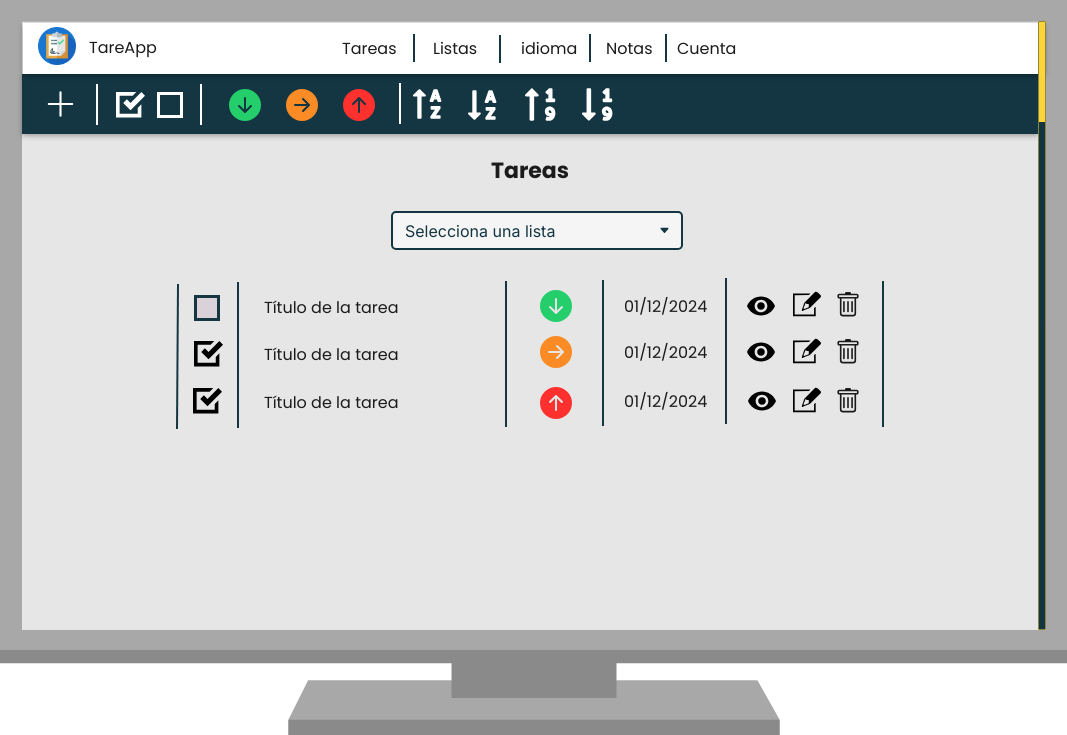 TareApp
Tareas Listas idioma Notas Cuenta
A
Z
A
Z
1
9
1
9
Tareas
Selecciona una lista
Título de la tarea 01/12/2024
Título de la tarea 01/12/2024
Título de la tarea 01/12/2024